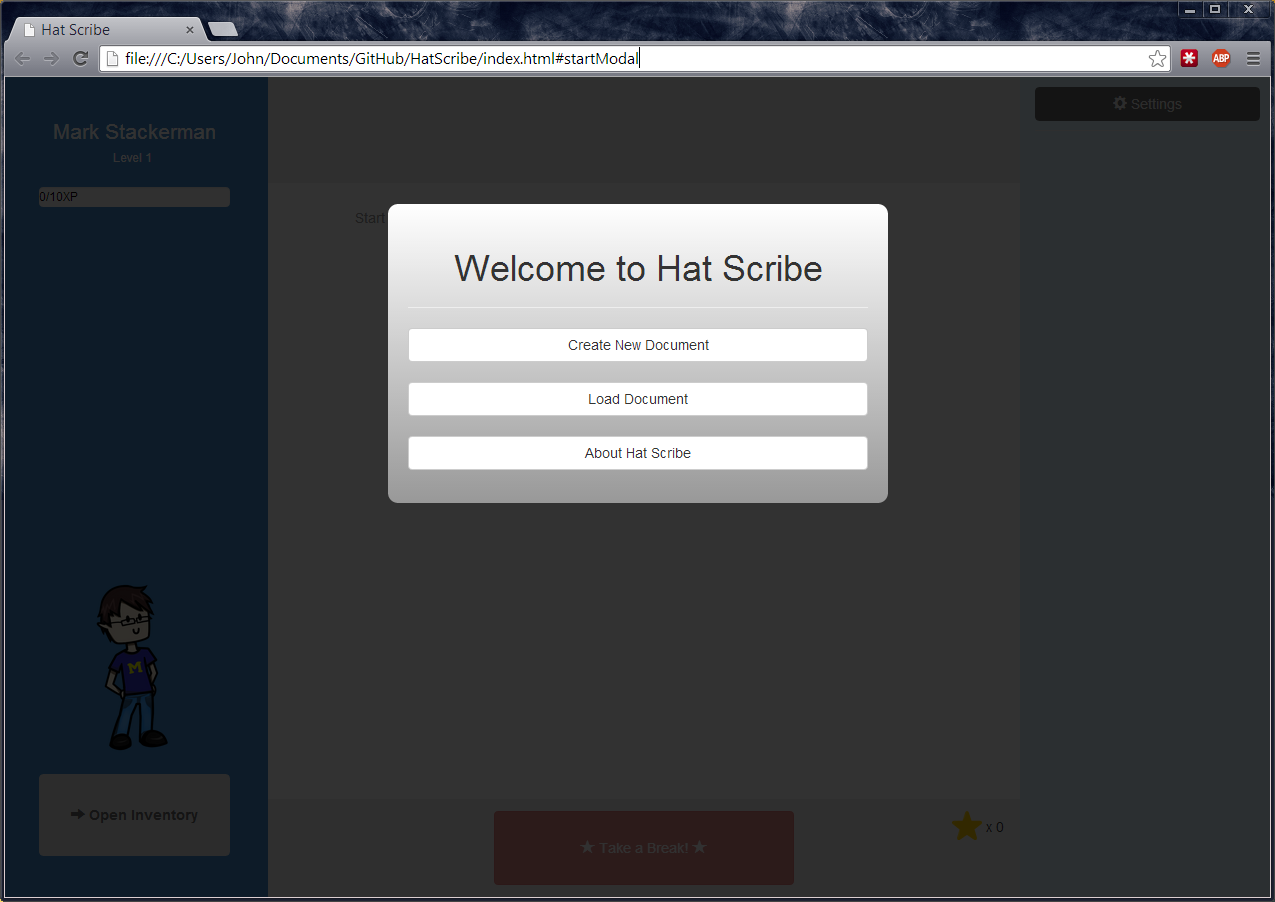 Hat Scribe
file:///C:/Users/John/Documents/GitHub/HatScribe/index.html#startModal
ABP
Mark Stackerman
Level 1
0/10XP
Settings
Start
Welcome to Hat Scribe
Create New Document
Load Document
About Hat Scribe
M
Open Inventory
Take a Break!
x 0